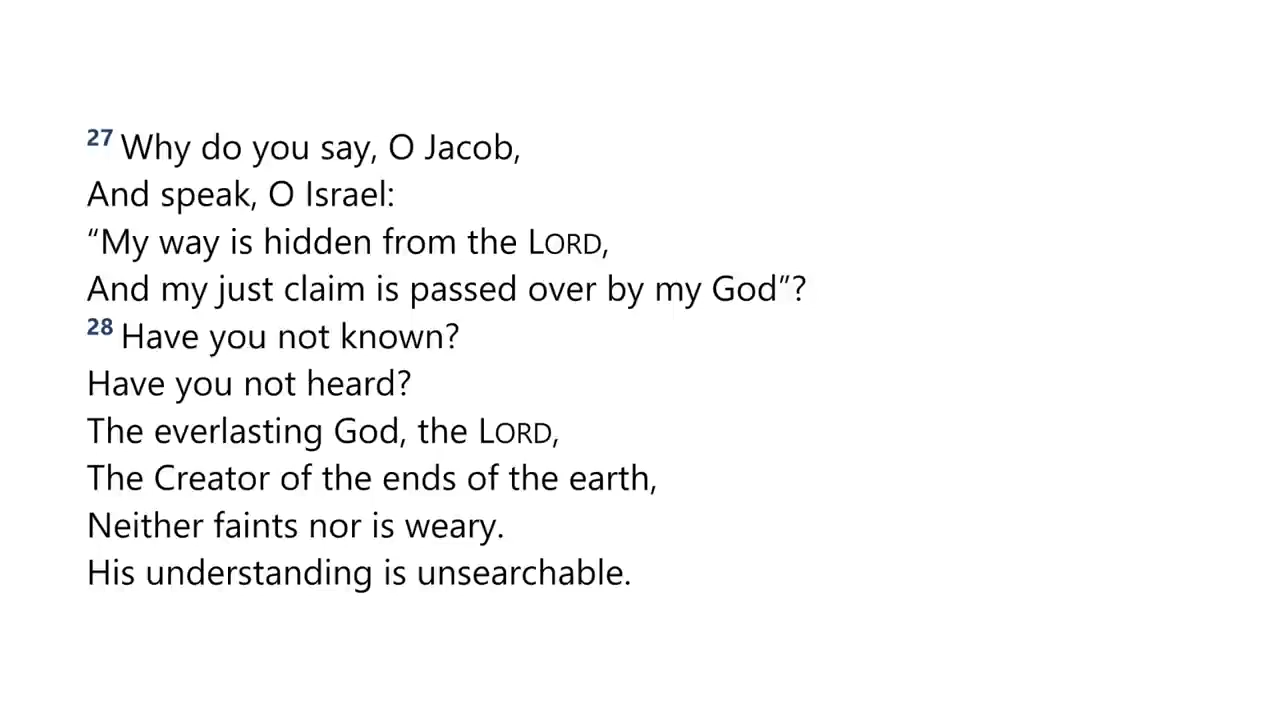 27 Why do you say, O Jacob,
And speak, O Israel:
“My way is hidden from the LORD,
And my just claim is passed over by my God”?
28 Have you not known?
Have you not heard?
The everlasting God, the LORD,
The Creator of the ends of the earth,
Neither faints nor is weary.
His understanding is unsearchable.